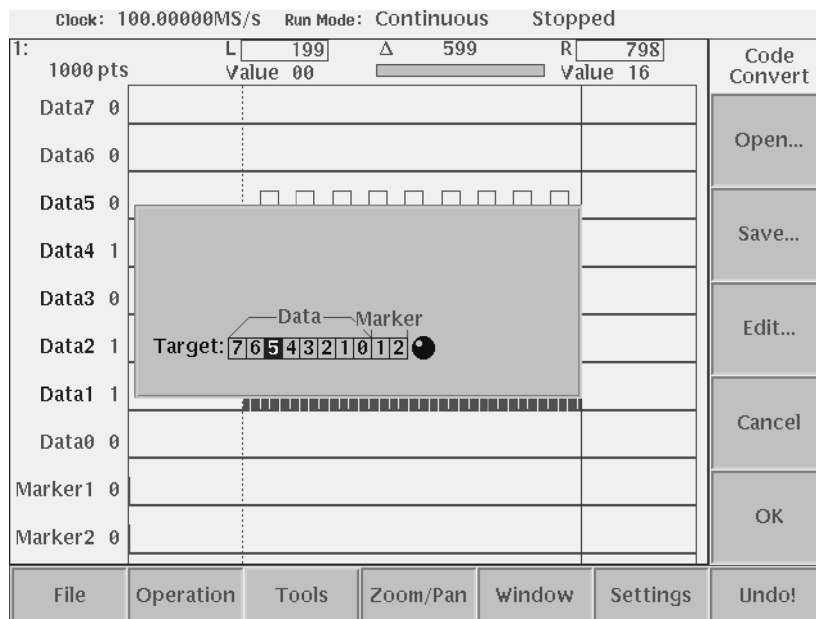 Clock: 100.00000MS/s Run Mode: Continuous Stopped
1: L 199 Δ 599 R 798
1000 pts Value 00 Value 16
Code
Convert
Data7 0
Open...
Data6 0
Data5 0
Save...
Data4 1
Data3 0
Data Marker
Edit...
Data2 1
Target: 7 6 5 4 3 2 1 0 1 2
Data1 1
Cancel
Data0 0
Marker1 0
OK
Marker2 0
File Operation Tools Zoom/Pan Window Settings Undo!